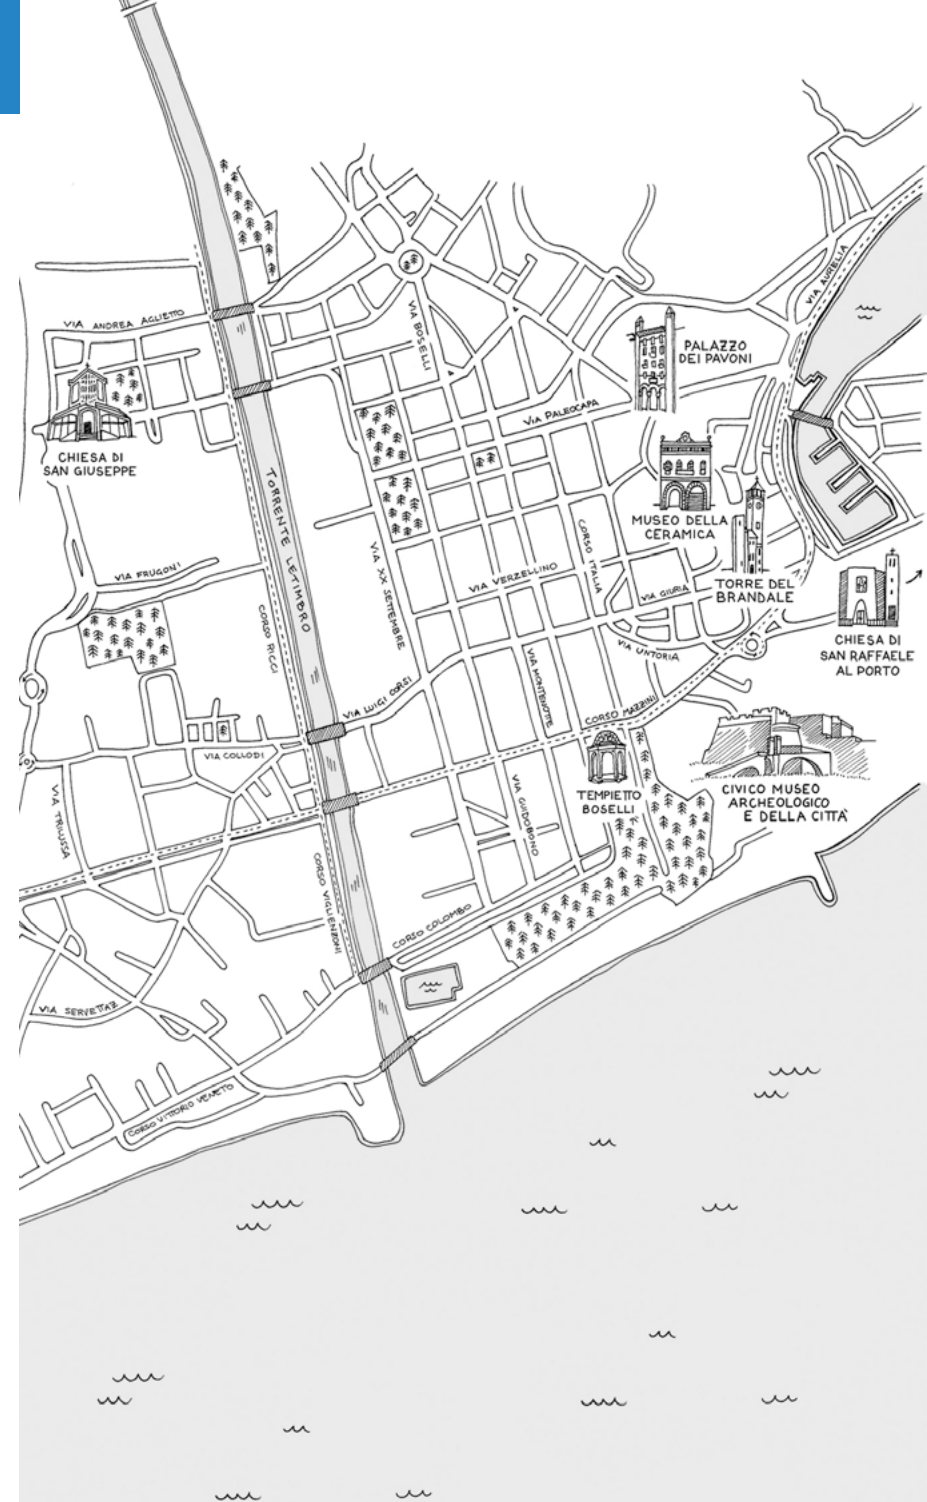 VIA AURELIA
VIA ANDREA AGLIETTO
VIA BOSELLI
PALAZZO
DEI PAVONI
VIA PALEOCAPA
CHIESA DI
SAN GIUSEPPE
TORRENTE LETIMBRO
MUSEO DELLA
CERAMICA
CORSO ITALIA
VIA XX SETTEMBRE
VIA FRUGONI
VIA VERZELLINO
VIA GIURIA
TORRE DEL
BRANDALE
CORSO RICCI
CHIESA DI
SAN RAFFAELE
AL PORTO
VIA UNTORIA
VIA MONTENOTTE
VIA LUIGI CORSI
CORSO MAZZINI
VIA COLLODI
VIA TRILUSSA
VIA GUIDOBONO
TEMPIETTO
BOSELLI
CIVICO MUSEO
ARCHEOLOGICO
E DELLA CITTÀ
CORSO VIGLIENZONI
CORSO COLOMBO
VIA SERVETTAZ
CORSO VITTORIO VENETO